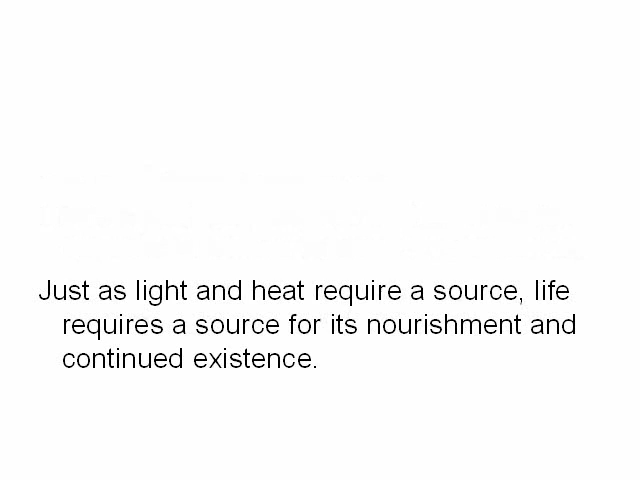 Just as light and heat require a source, life
requires a source for its nourishment and
continued existence.